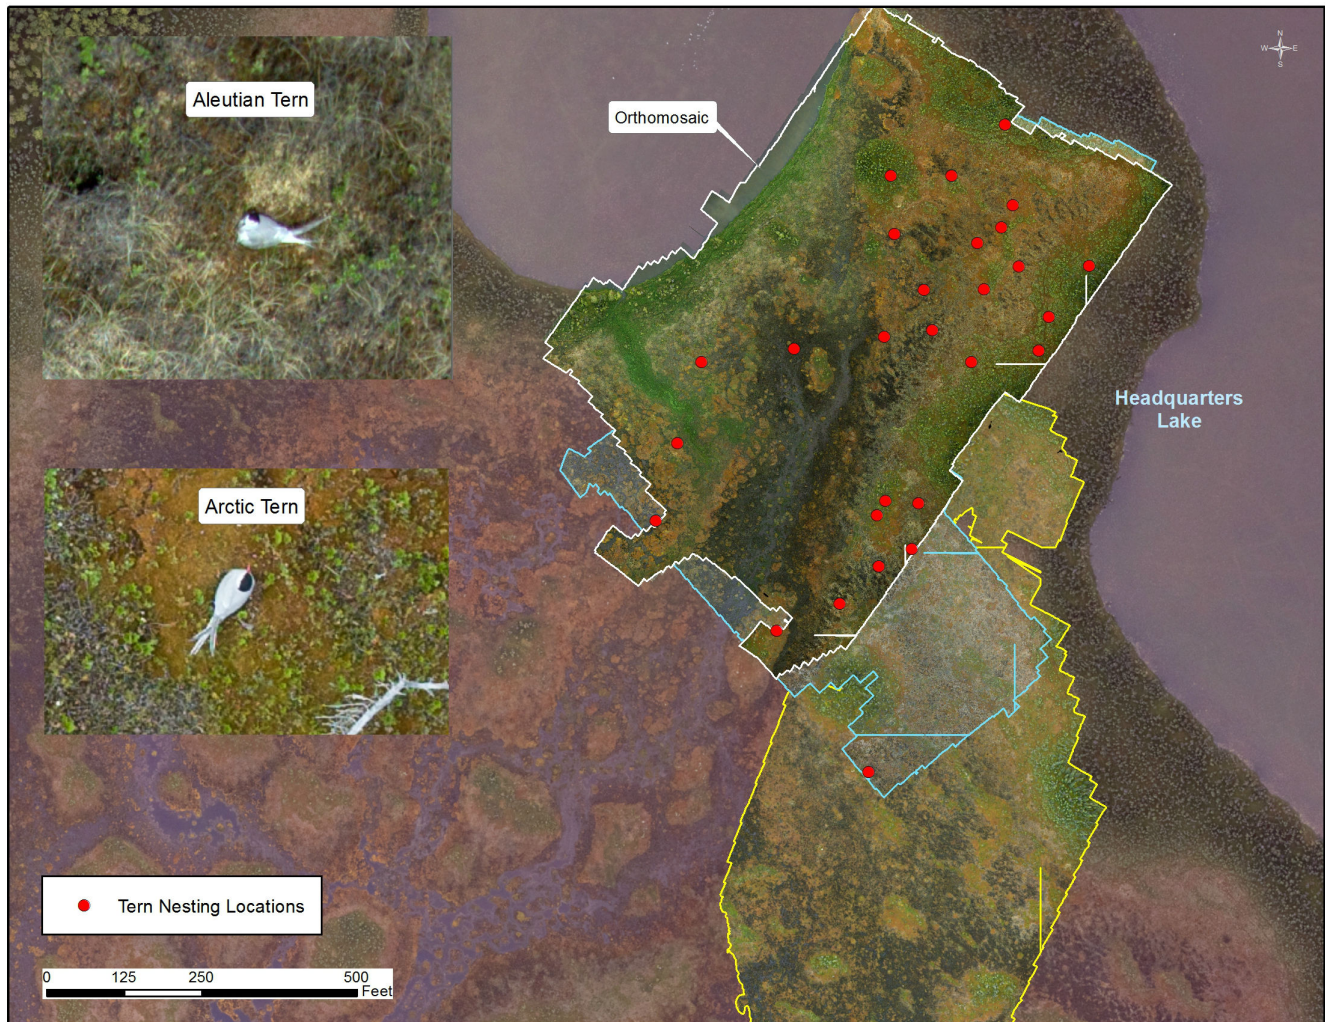 Aleutian Tern
Orthomosaic
N
W E
S
Headquarters
Lake
Arctic Tern
Tern Nesting Locations
0 125 250 500
Feet